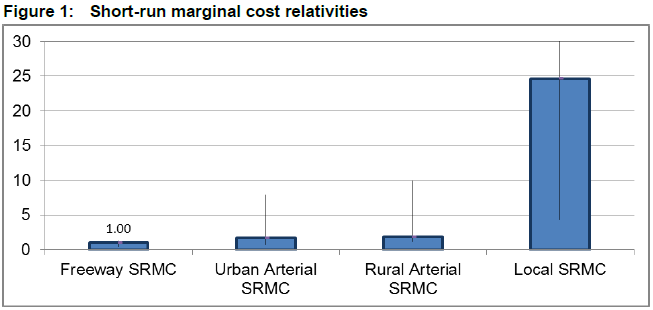 Figure 1: Short-run marginal cost relativities
30
25
20
15
10
5
0
1.00
Freeway SRMC
Urban Arterial
SRMC
Rural Arterial
SRMC
Local SRMC